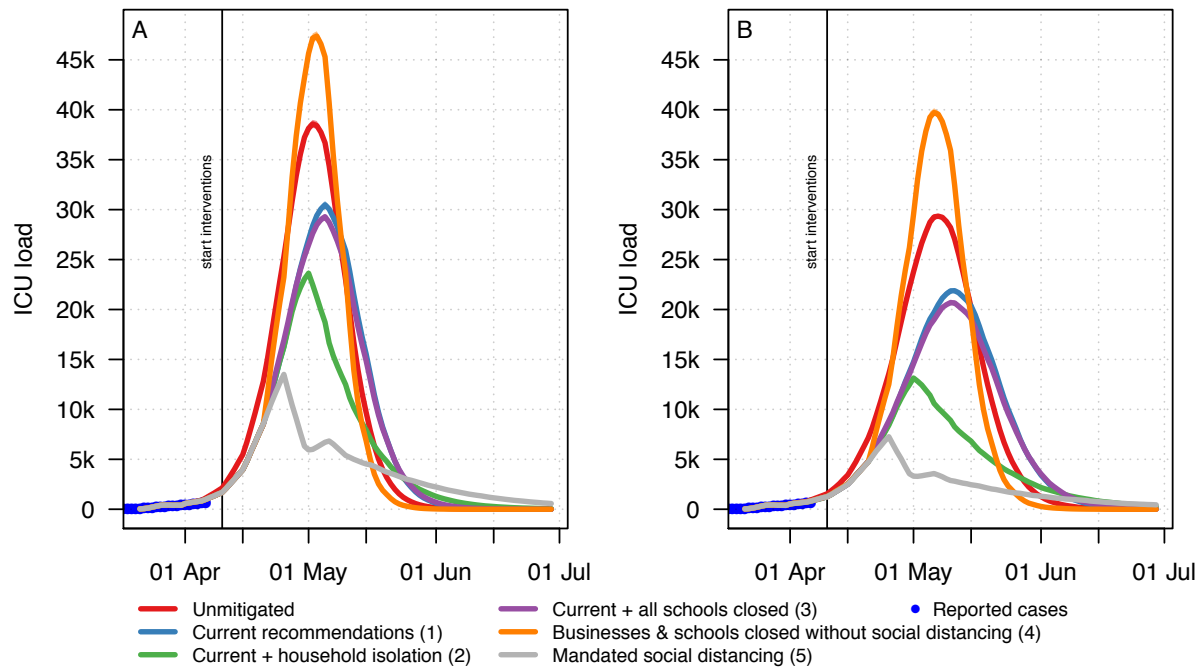 A
B
ICU load
45k
40k
35k
30k
25k
20k
15k
10k
5k
0
start interventions
01 Apr
01 May
01 Jun
01 Jul
ICU load
45k
40k
35k
30k
25k
20k
15k
10k
5k
0
start interventions
01 Apr
01 May
01 Jun
01 Jul
Unmitigated
Current recommendations (1)
Current + household isolation (2)
Current + all schools closed (3)
Businesses & schools closed without social distancing (4)
Mandated social distancing (5)
Reported cases